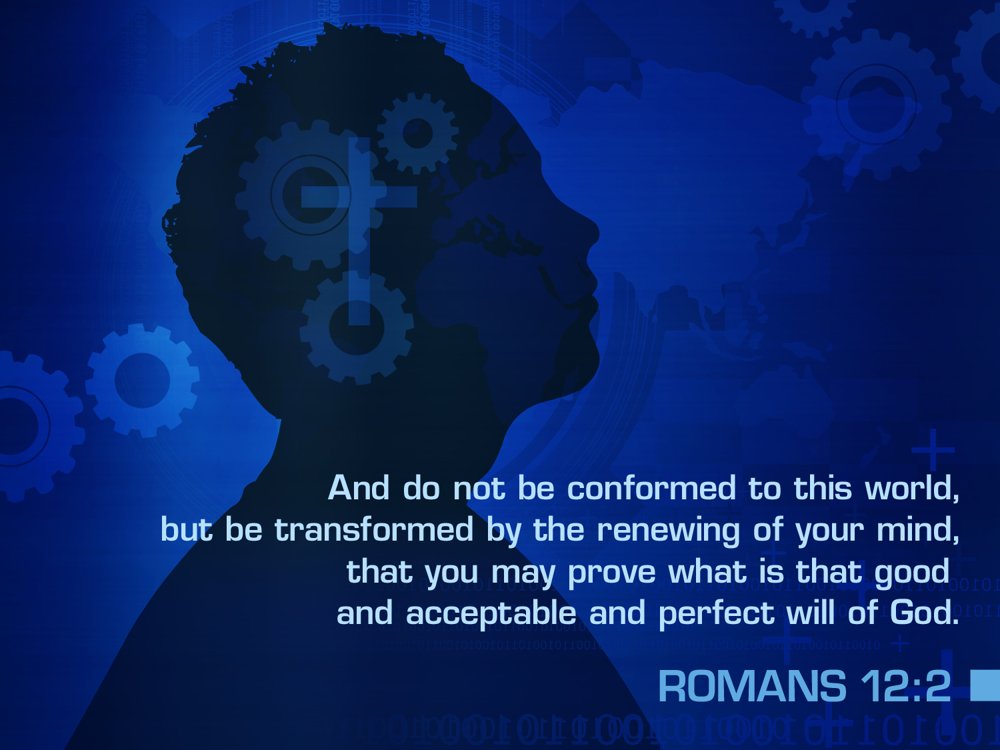 And do not be conformed to this world,
but be transformed by the renewing of your mind,
that you may prove what is that good
and acceptable and perfect will of God.
ROMANS 12:2